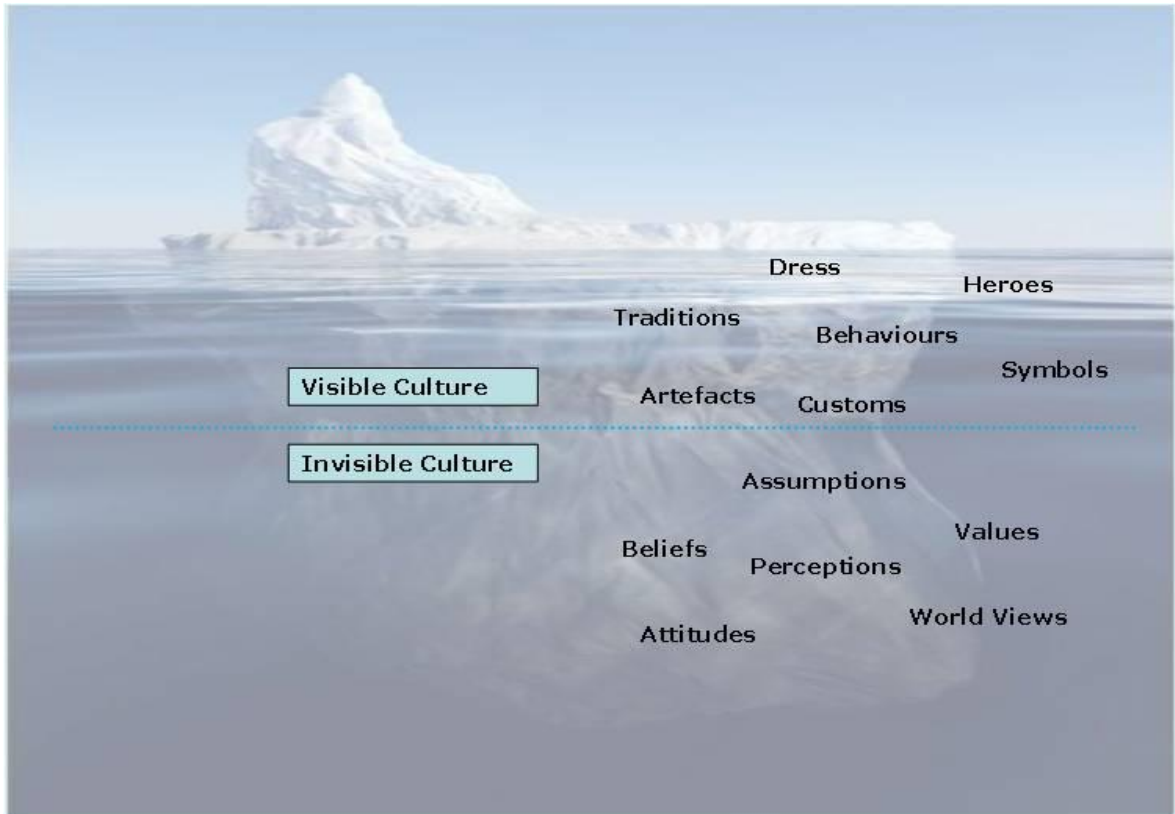 Dress
Heroes
Traditions
Behaviours
Symbols
Visible Culture
Artefacts
Customs
Invisible Culture
Assumptions
Values
Beliefs
Perceptions
World Views
Attitudes